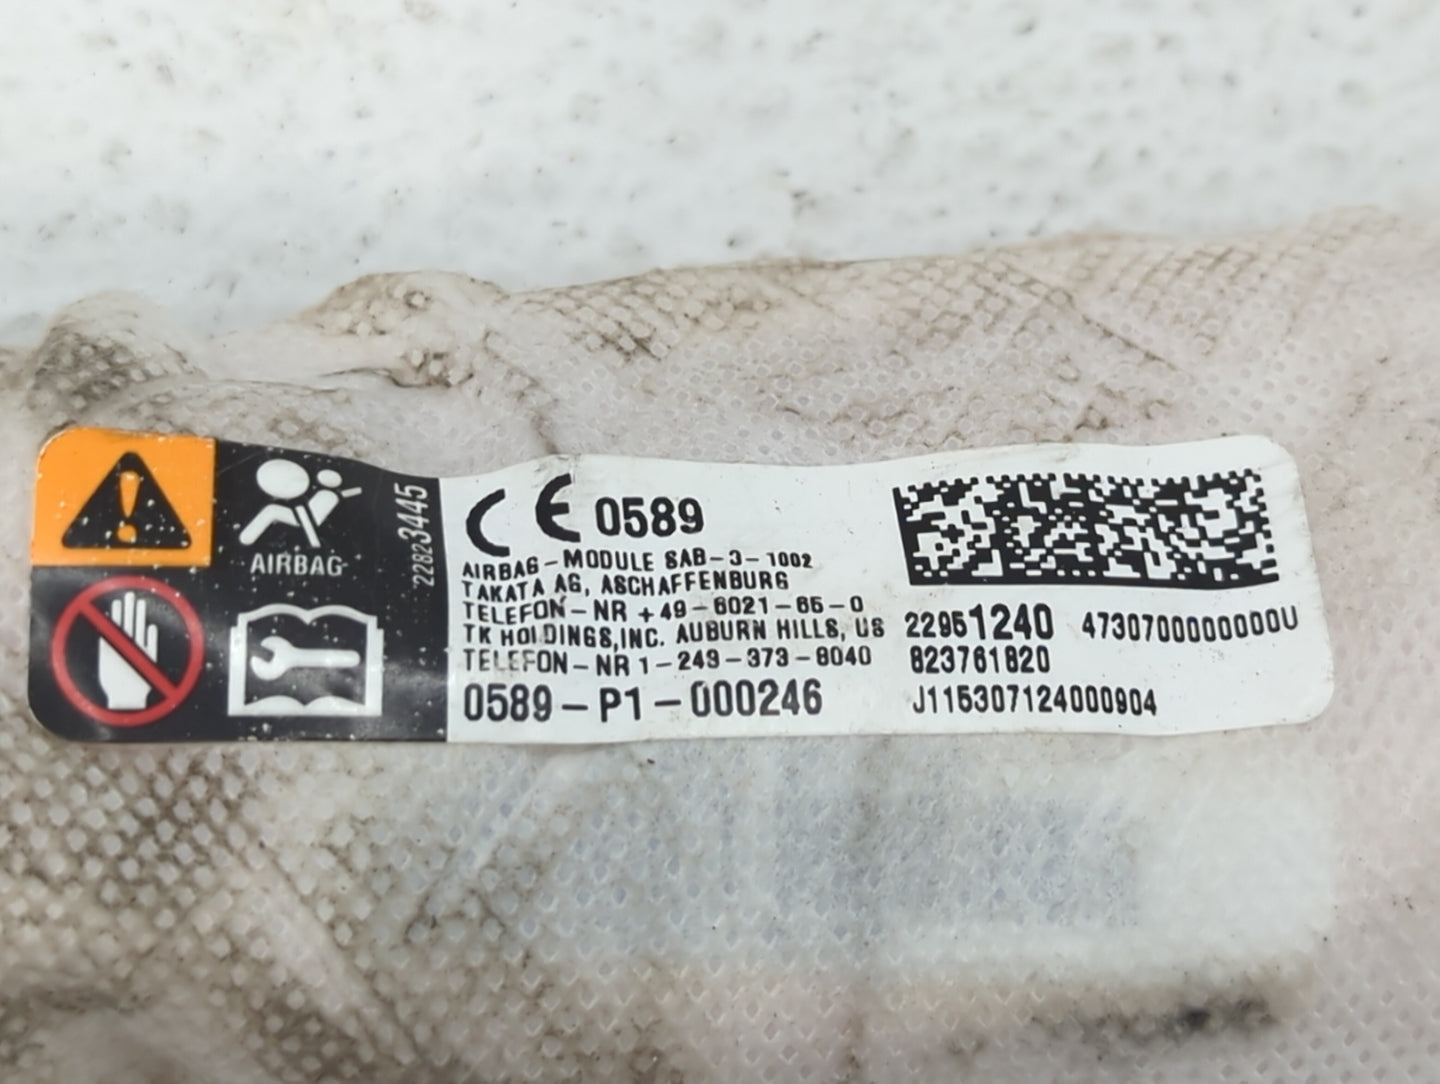 AIRBAG
22823445
CE 0589
AIRBAG-MODULE SAB-3-1002
TAKATA AG, ASCHAFFENBURG
TELEFON-NR +49-6021-65-0
TK HOLDINGS,INC. AUBURN HILLS, US
TELEFON-NR 1-249-373-8040
0589-P1-000246
22951240 4730700000000U
823761820
J115307124000904